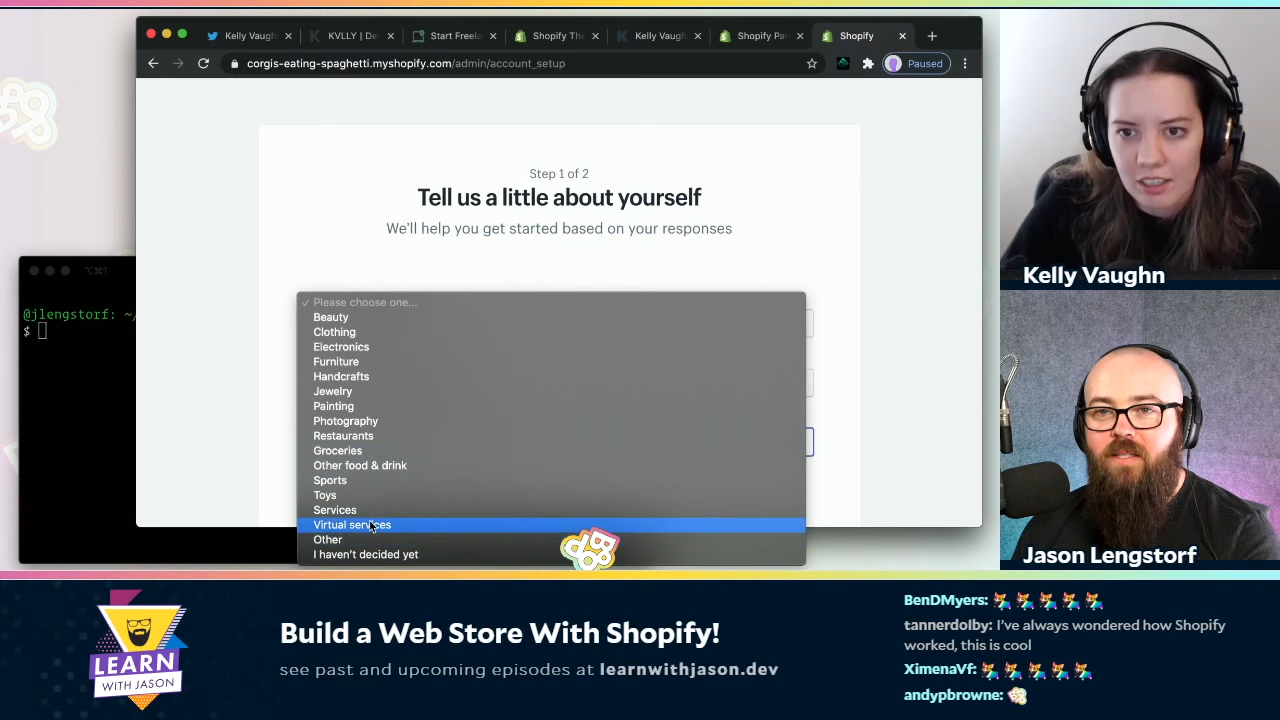 Kelly Vaugh
KVLLY | De
Start Freela
Shopify The
Kelly Vaugh
Shopify Par
Shopify
corgis-eating-spaghetti.myshopify.com/admin/account_setup
Paused
Step 1 of 2
Tell us a little about yourself
We'll help you get started based on your responses
⌥⌘1
@jlengstorf: ~/
$
✓ Please choose one...
Beauty
Clothing
Electronics
Furniture
Handcrafts
Jewelry
Painting
Photography
Restaurants
Groceries
Other food & drink
Sports
Toys
Services
Virtual services
Other
I haven't decided yet
Kelly Vaughn
Jason Lengstorf
LEARN
WITH JASON
Build a Web Store With Shopify!
see past and upcoming episodes at learnwithjason.dev
BenDMyers:
tannerdolby: I've always wondered how Shopify
worked, this is cool
XimenaVf:
andypbrowne: